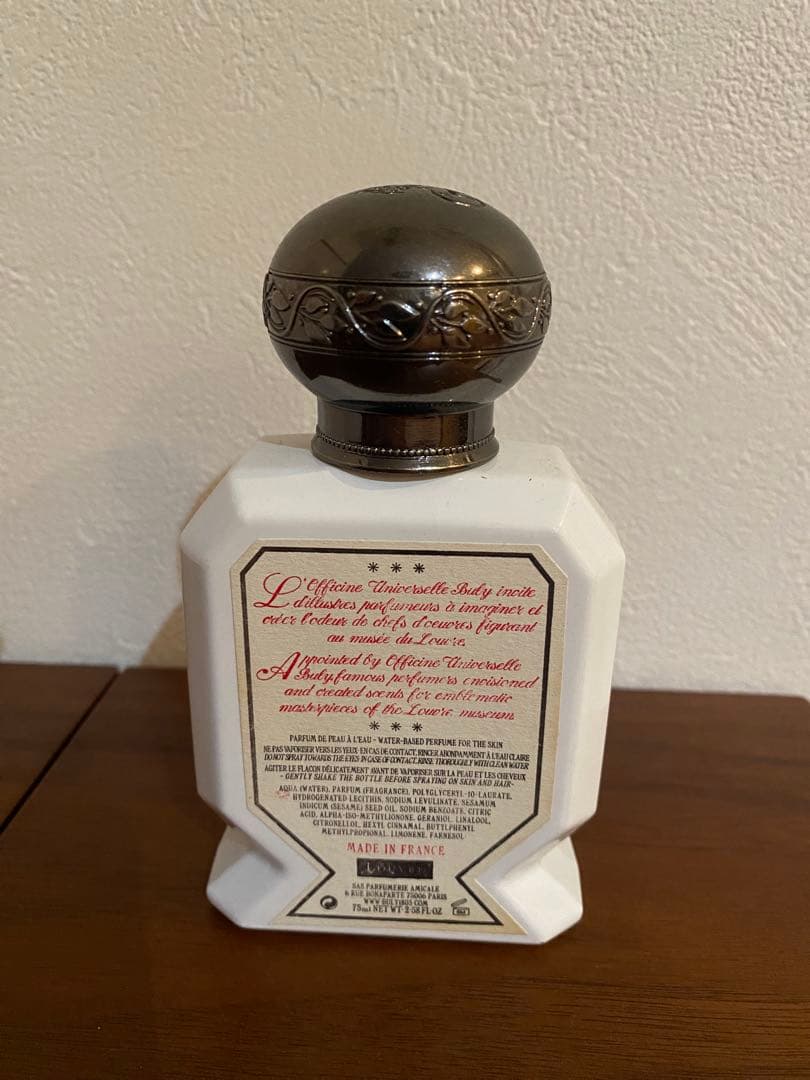 L'Officine Universelle Buly invite
d'illustres parfumeurs à imaginer et
créer l'odeur de chefs d'oeuvres figurant
au musée du Louvre.
Appointed by Officine Universelle
Buly, famous perfumers envisioned
and created scents for emblematic
masterpieces of the Louvre museum.
PARFUM DE PEAU À L'EAU - WATER-BASED PERFUME FOR THE SKIN
NE PAS VAPORISER VERS LES YEUX. EN CAS DE CONTACT, RINCER ABONDAMMENT À L'EAU CLAIRE
DO NOT SPRAY TOWARDS THE EYES. IN CASE OF CONTACT, RINSE THOROUGHLY WITH CLEAN WATER
AGITER LE FLACON DÉLICATEMENT AVANT DE VAPORISER SUR LA PEAU ET LES CHEVEUX
- GENTLY SHAKE THE BOTTLE BEFORE SPRAYING ON SKIN AND HAIR-
AQUA (WATER), PARFUM (FRAGRANCE), POLYGLYCERYL-10-LAURATE,
HYDROGENATED LECITHIN, SODIUM LEVULINATE, SESAMUM
INDICUM (SESAME) SEED OIL, SODIUM BENZOATE, CITRIC
ACID, ALPHA-ISO-METHYLIONONE, GERANIOL, LINALOOL,
CITRONELLOL, HEXYL CINNAMAL, BUTYLPHENYL
METHYLPROPIONAL, LIMONENE, FARNESOL
MADE IN FRANCE
LOUVRE
SAS PARFUMERIE AMICALE
6 RUE BONAPARTE 75006 PARIS
WWW.BULY1803.COM
75ml NET WT-2·58 FL·OZ